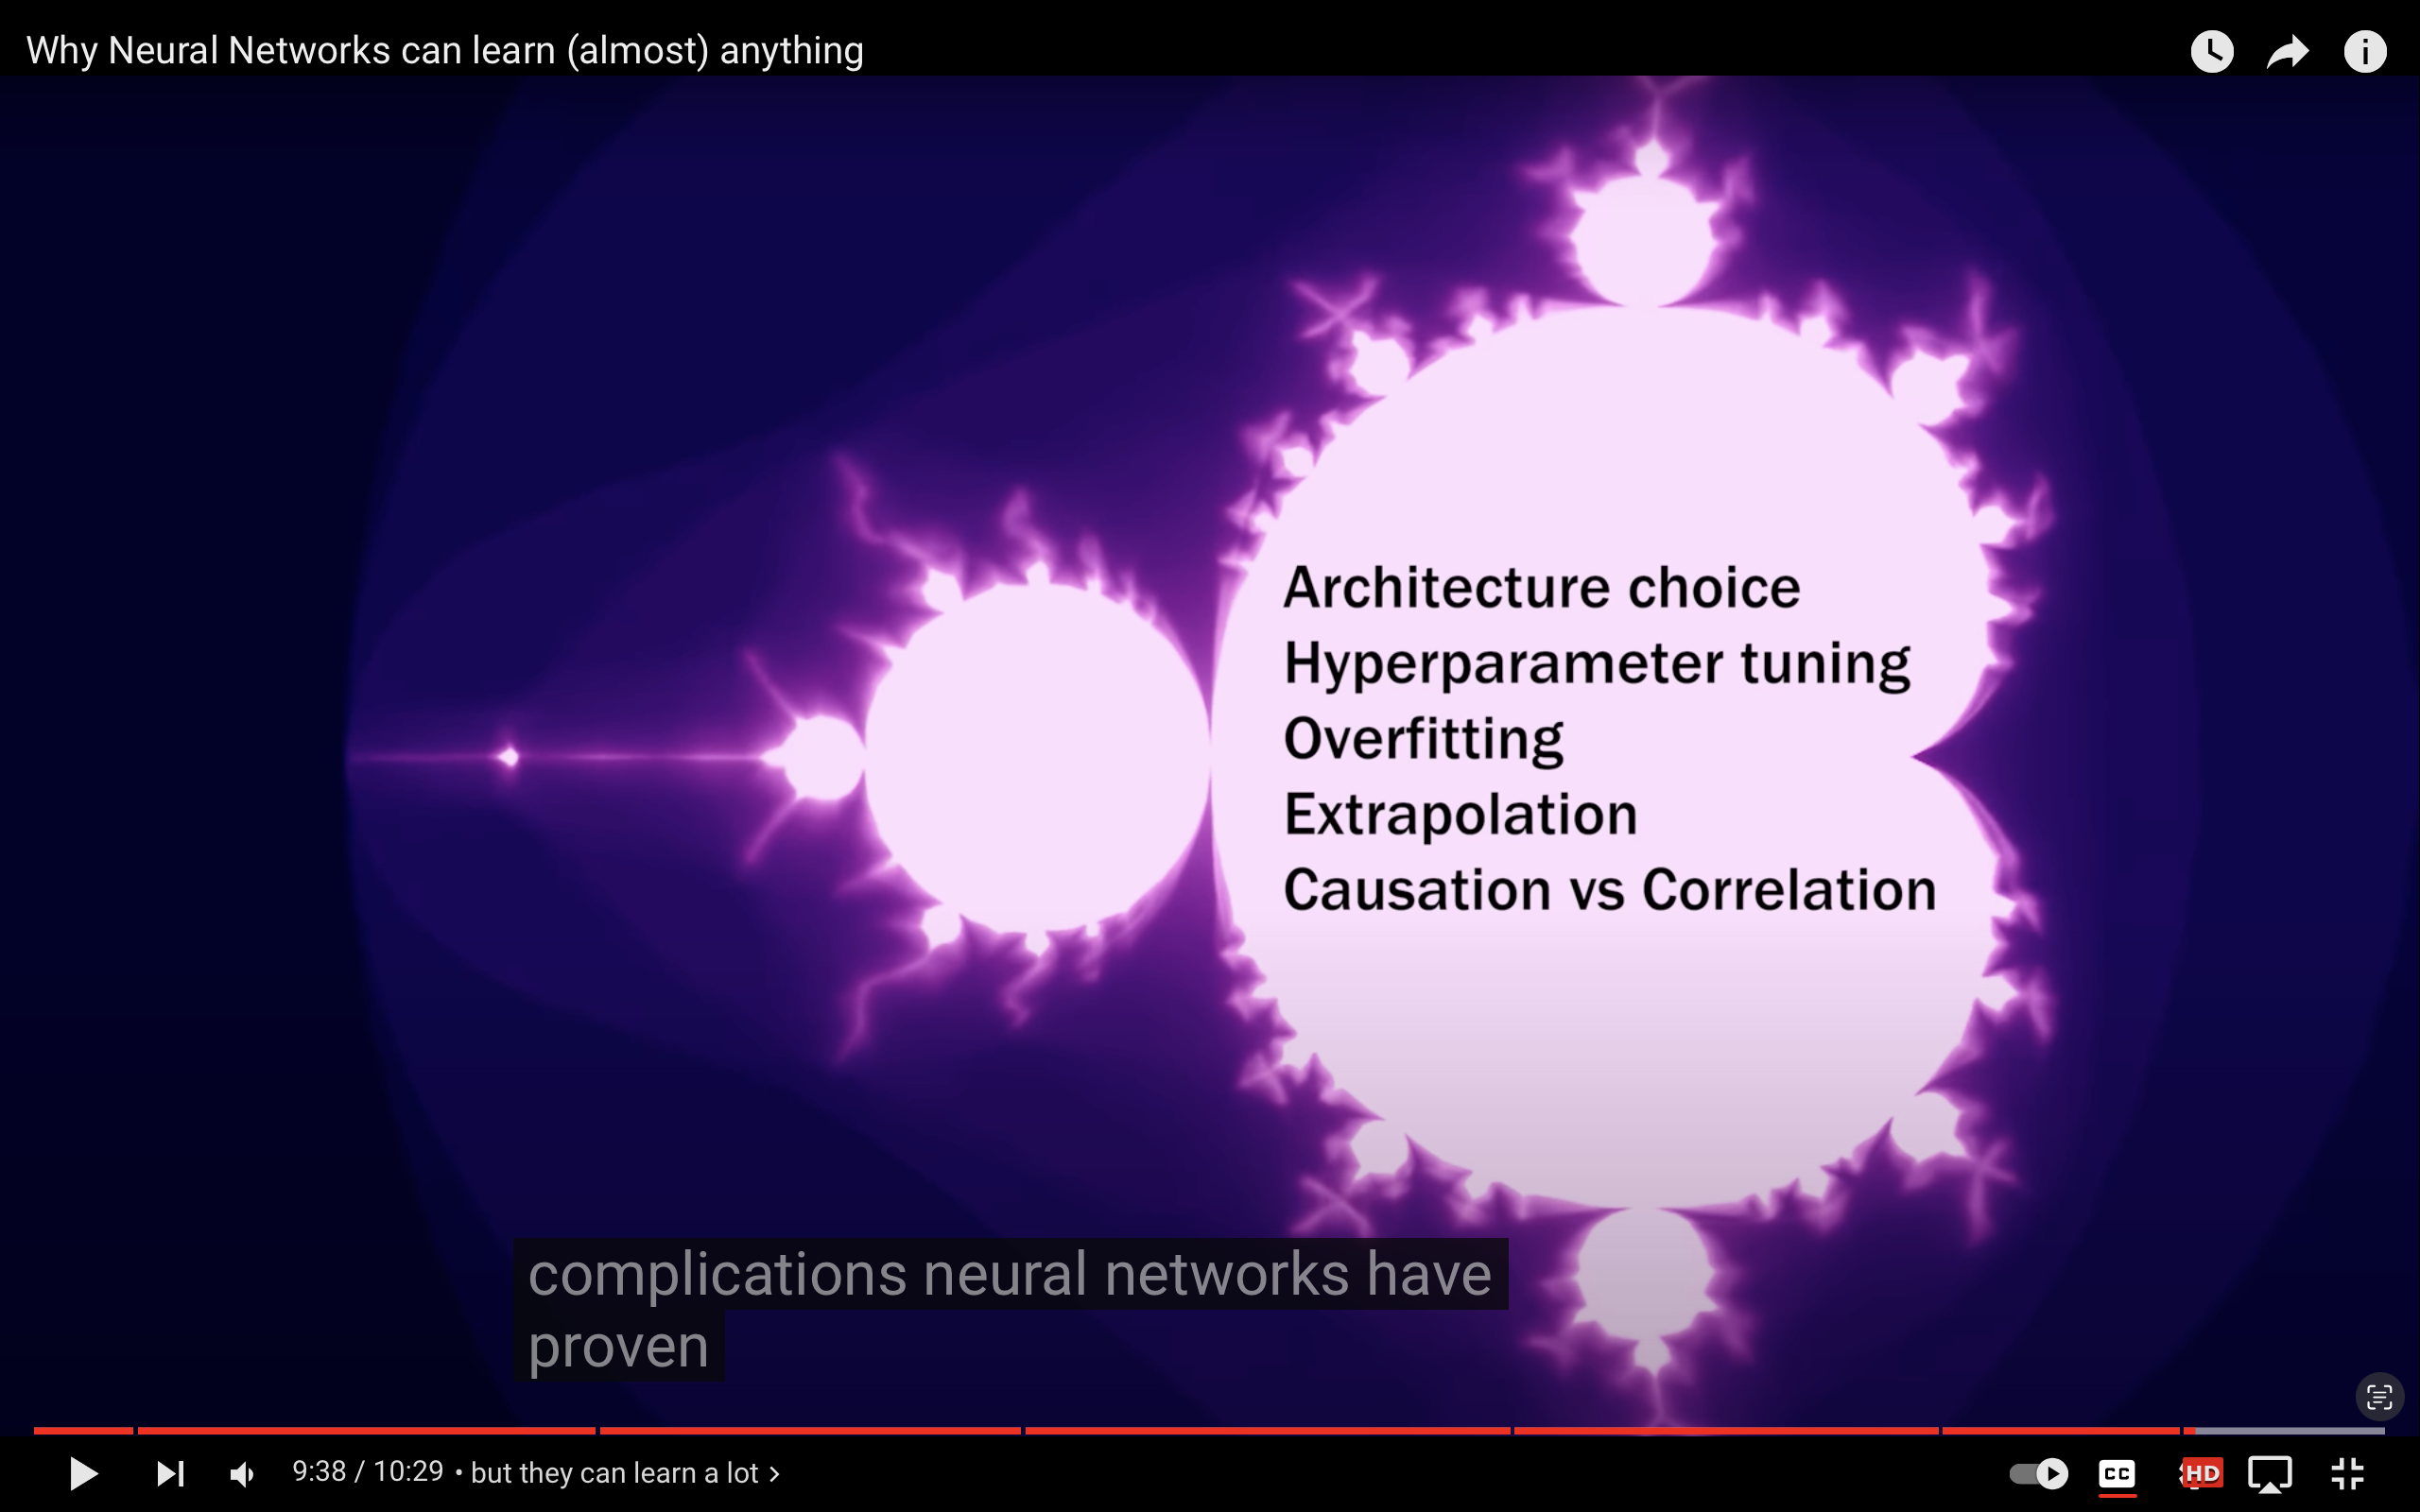 Why Neural Networks can learn (almost) anything
Architecture choice
Hyperparameter tuning
Overfitting
Extrapolation
Causation vs Correlation
complications neural networks have
proven
9:38 / 10:29 • but they can learn a lot >
CC
HD